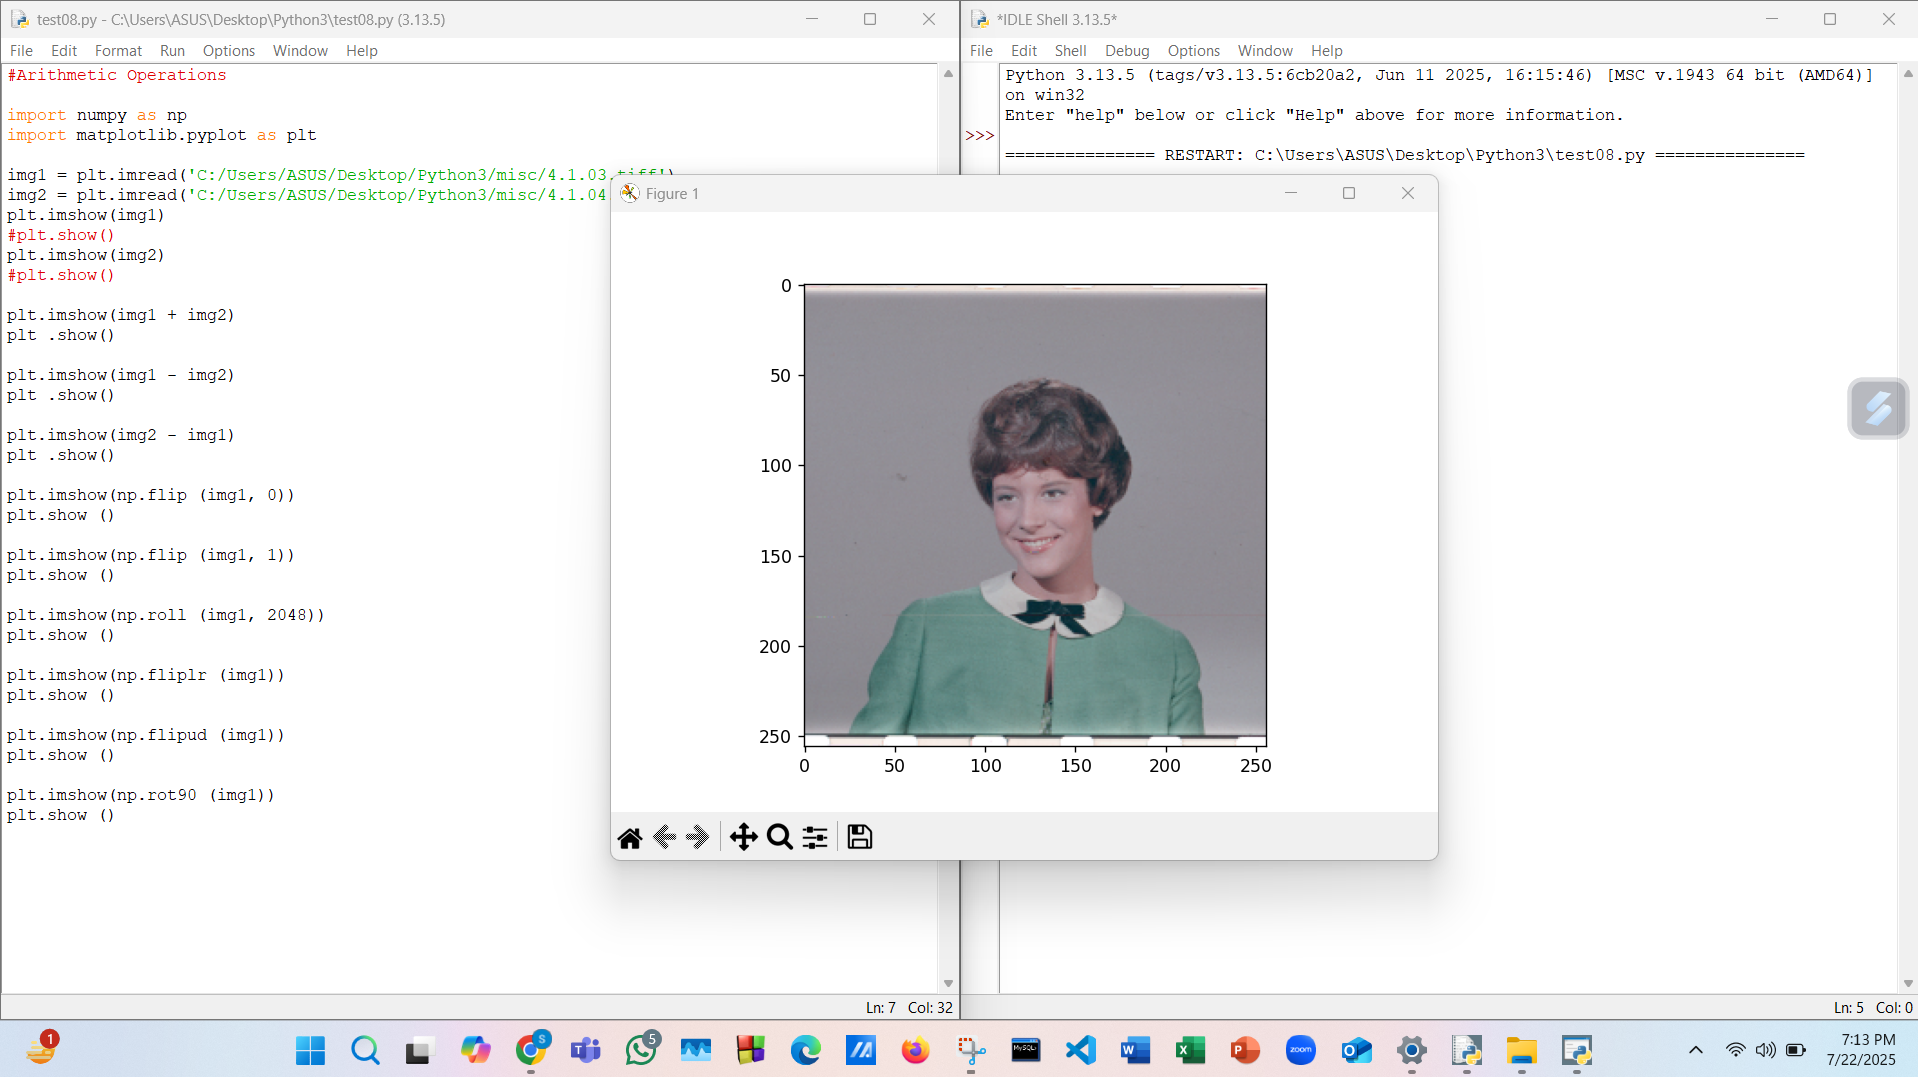 test08.py - C:\Users\ASUS\Desktop\Python3\test08.py (3.13.5)
File Edit Format Run Options Window Help
#Arithmetic Operations
import numpy as np
import matplotlib.pyplot as plt
img1 = plt.imread('C:/Users/ASUS/Desktop/Python3/misc/4.1.03.tiff')
img2 = plt.imread('C:/Users/ASUS/Desktop/Python3/misc/4.1.04
plt.imshow(img1)
#plt.show()
plt.imshow(img2)
#plt.show()
plt.imshow(img1 + img2)
plt .show()
plt.imshow(img1 - img2)
plt .show()
plt.imshow(img2 - img1)
plt .show()
plt.imshow(np.flip (img1, 0))
plt.show ()
plt.imshow(np.flip (img1, 1))
plt.show ()
plt.imshow(np.roll (img1, 2048))
plt.show ()
plt.imshow(np.fliplr (img1))
plt.show ()
plt.imshow(np.flipud (img1))
plt.show ()
plt.imshow(np.rot90 (img1))
plt.show ()
Ln: 7 Col: 32
*IDLE Shell 3.13.5*
File Edit Shell Debug Options Window Help
Python 3.13.5 (tags/v3.13.5:6cb20a2, Jun 11 2025, 16:15:46) [MSC v.1943 64 bit (AMD64)]
on win32
Enter "help" below or click "Help" above for more information.
>>>
=============== RESTART: C:\Users\ASUS\Desktop\Python3\test08.py ===============
Ln: 5 Col: 0
Figure 1
0
50
100
150
200
250
0 50 100 150 200 250
1
S
5
MySQL
zoom
7:13 PM
7/22/2025